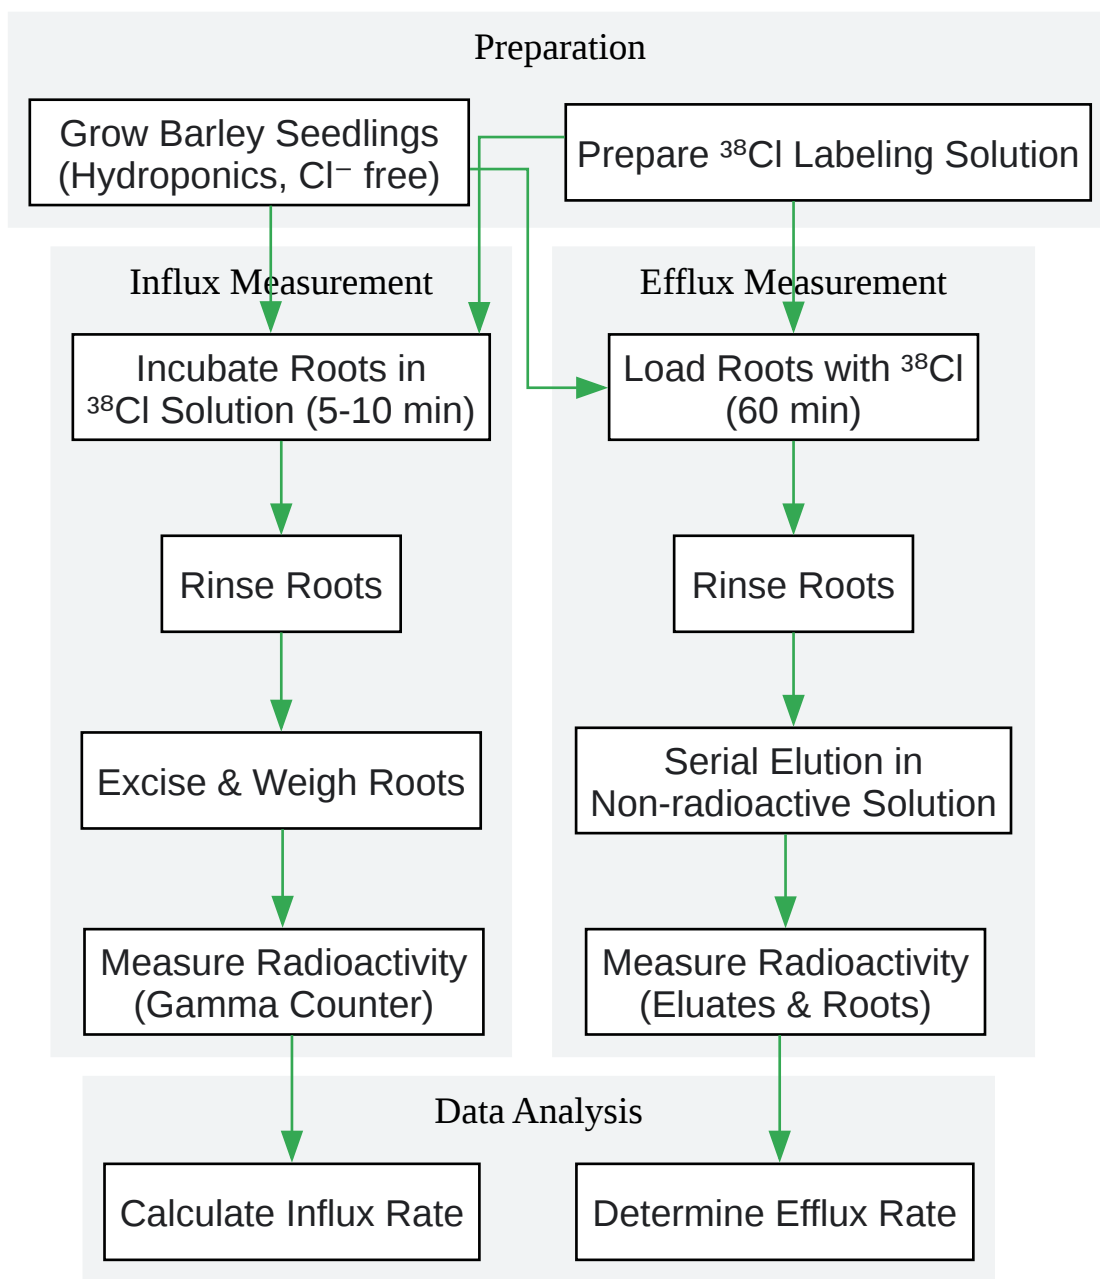 Preparation
Grow Barley Seedlings
(Hydroponics, Cl⁻ free)
Prepare ³⁸Cl Labeling Solution
Influx Measurement
Incubate Roots in
³⁸Cl Solution (5-10 min)
Rinse Roots
Excise & Weigh Roots
Measure Radioactivity
(Gamma Counter)
Efflux Measurement
Load Roots with ³⁸Cl
(60 min)
Rinse Roots
Serial Elution in
Non-radioactive Solution
Measure Radioactivity
(Eluates & Roots)
Data Analysis
Calculate Influx Rate
Determine Efflux Rate